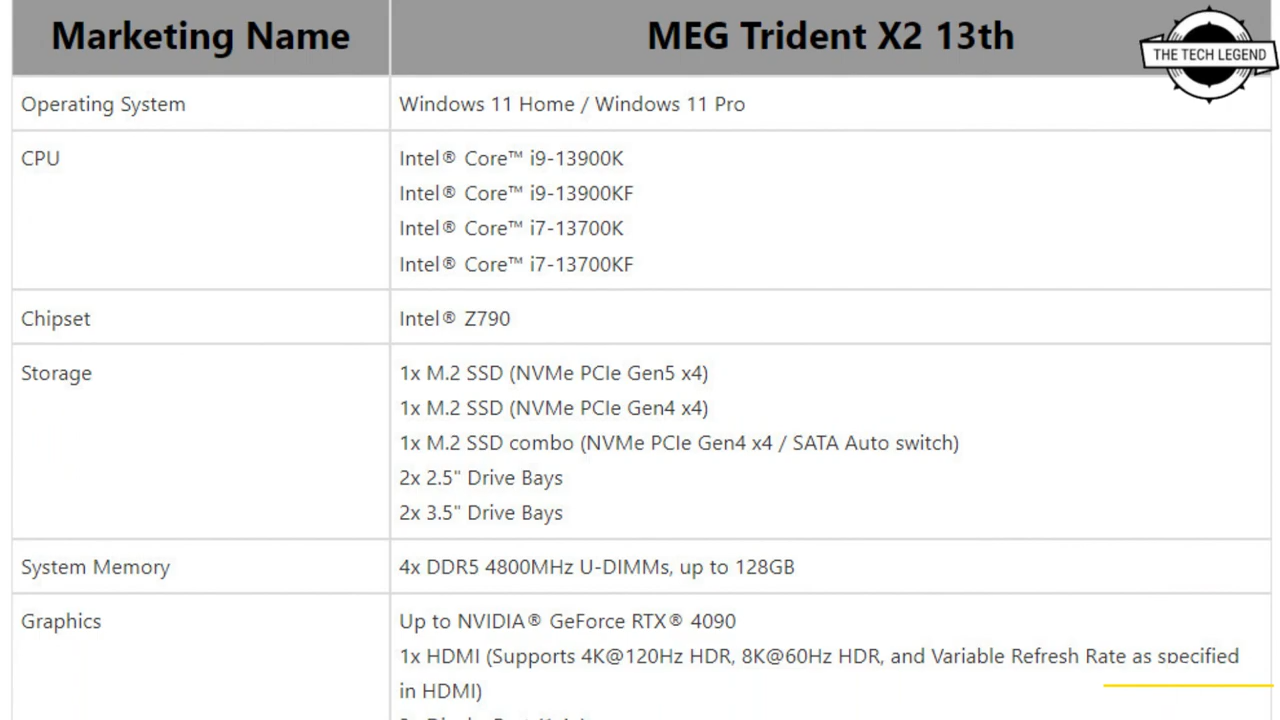 Marketing Name
MEG Trident X2 13th
THE TECH LEGEND
Operating System
Windows 11 Home / Windows 11 Pro
CPU
Intel® Core™ i9-13900K
Intel® Core™ i9-13900KF
Intel® Core™ i7-13700K
Intel® Core™ i7-13700KF
Chipset
Intel® Z790
Storage
1x M.2 SSD (NVMe PCIe Gen5 x4)
1x M.2 SSD (NVMe PCIe Gen4 x4)
1x M.2 SSD combo (NVMe PCIe Gen4 x4 / SATA Auto switch)
2x 2.5" Drive Bays
2x 3.5" Drive Bays
System Memory
4x DDR5 4800MHz U-DIMMs, up to 128GB
Graphics
Up to NVIDIA® GeForce RTX® 4090
1x HDMI (Supports 4K@120Hz HDR, 8K@60Hz HDR, and Variable Refresh Rate as specified
in HDMI)